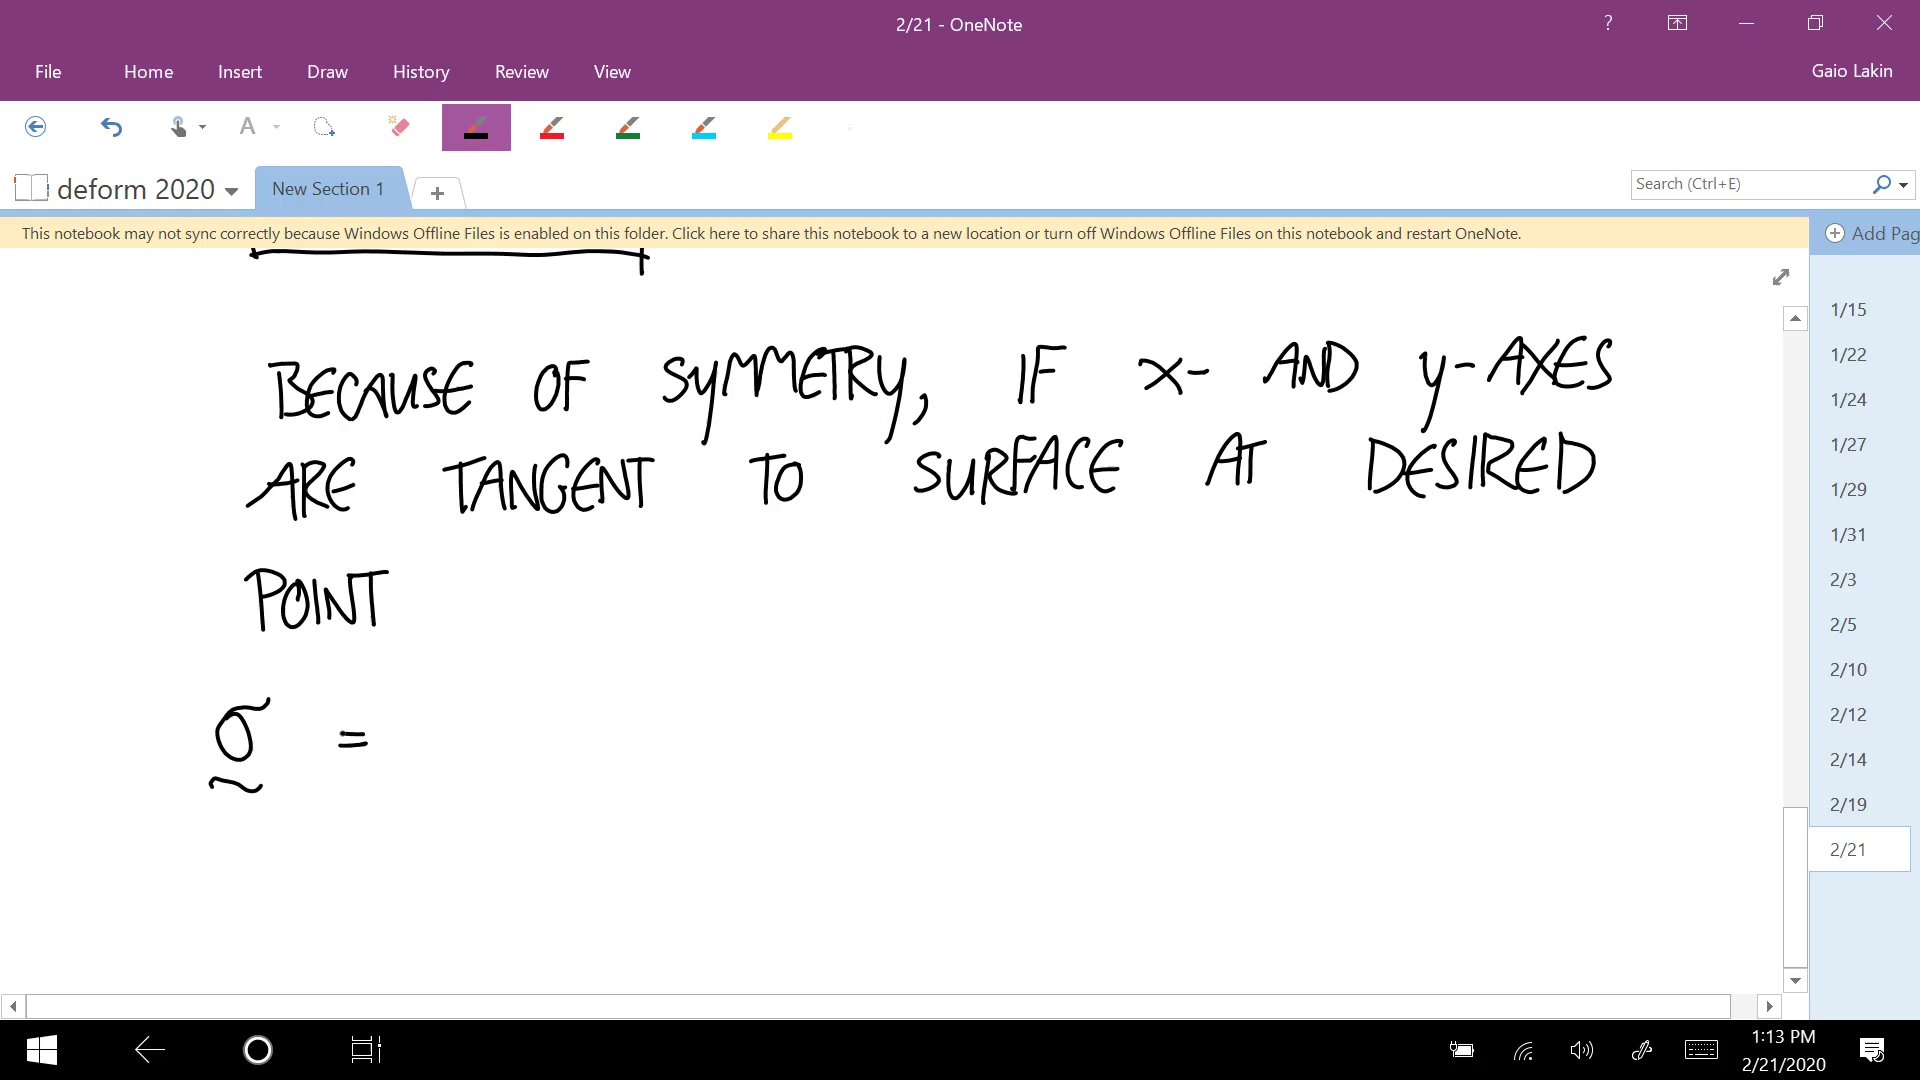 2/21 - OneNote
?
File Home Insert Draw History Review View
Gaio Lakin
A
deform 2020
New Section 1
+
Search (Ctrl+E)
This notebook may not sync correctly because Windows Offline Files is enabled on this folder. Click here to share this notebook to a new location or turn off Windows Offline Files on this notebook and restart OneNote.
Add Pag
BECAUSE OF SYMMETRY, IF x- AND y-AXES
ARE TANGENT TO SURFACE AT DESIRED
POINT
σ =
~
1/15
1/22
1/24
1/27
1/29
1/31
2/3
2/5
2/10
2/12
2/14
2/19
2/21
1:13 PM
2/21/2020